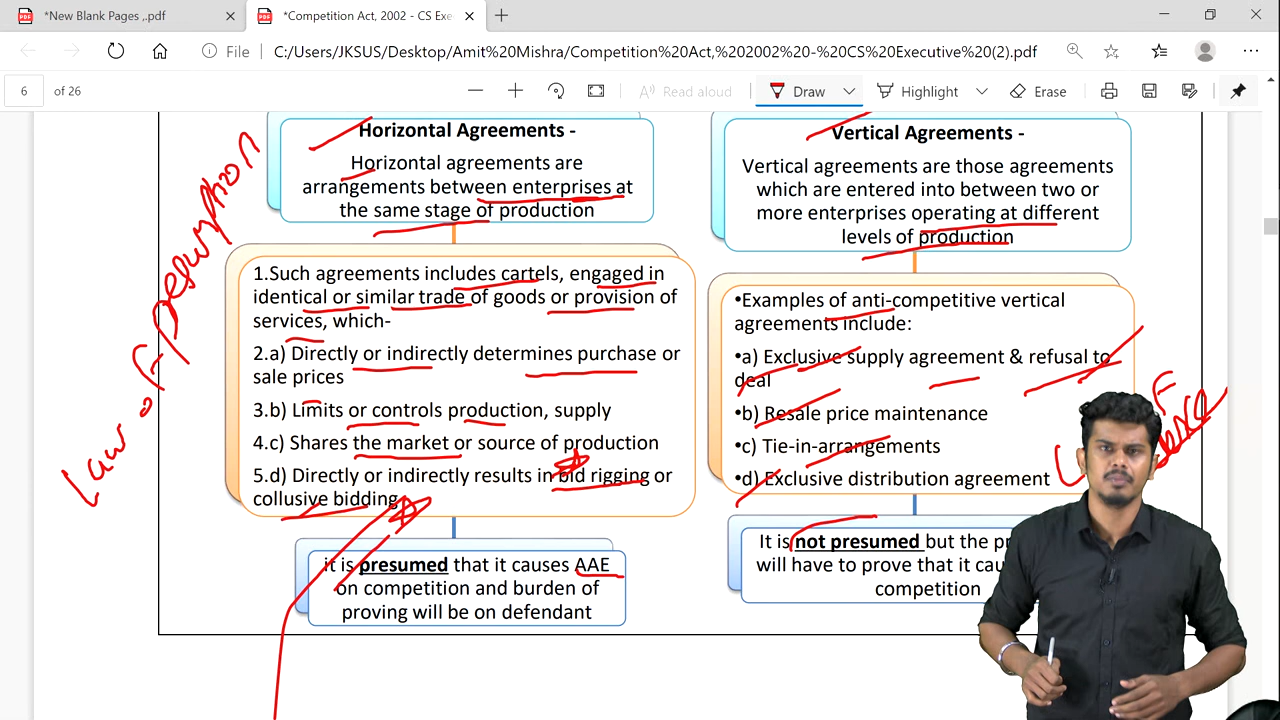 *New Blank Pages ,.pdf
*Competition Act, 2002 - CS Exe
File
C:/Users/JKSUS/Desktop/Amit%20Mishra/Competition%20Act,%202002%20-%20CS%20Executive%20(2).pdf
6 of 26
Read aloud
Draw
Highlight
Erase
Horizontal Agreements -
Horizontal agreements are
arrangements between enterprises at
the same stage of production
1.Such agreements includes cartels, engaged in
identical or similar trade of goods or provision of
services, which-
2.a) Directly or indirectly determines purchase or
sale prices
3.b) Limits or controls production, supply
4.c) Shares the market or source of production
5.d) Directly or indirectly results in bid rigging or
collusive bidding
it is presumed that it causes AAE
on competition and burden of
proving will be on defendant
Law of Presumption
Vertical Agreements -
Vertical agreements are those agreements
which are entered into between two or
more enterprises operating at different
levels of production
•Examples of anti-competitive vertical
agreements include:
•a) Exclusive supply agreement & refusal to
deal
•b) Resale price maintenance
•c) Tie-in-arrangements
•d) Exclusive distribution agreement
It is not presumed but the
will have to prove that it
competition